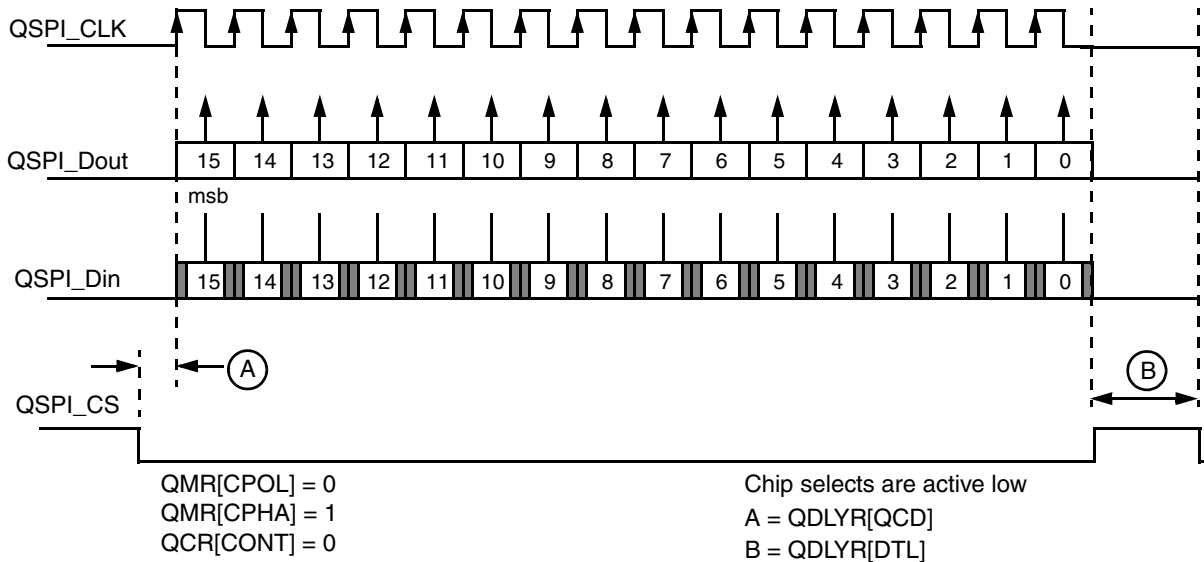 QSPI_CLK
QSPI_Dout
15 14 13 12 11 10 9 8 7 6 5 4 3 2 1 0
msb
QSPI_Din
15 14 13 12 11 10 9 8 7 6 5 4 3 2 1 0
A
B
QSPI_CS
QMR[CPOL] = 0
QMR[CPHA] = 1
QCR[CONT] = 0
Chip selects are active low
A = QDLYR[QCD]
B = QDLYR[DTL]